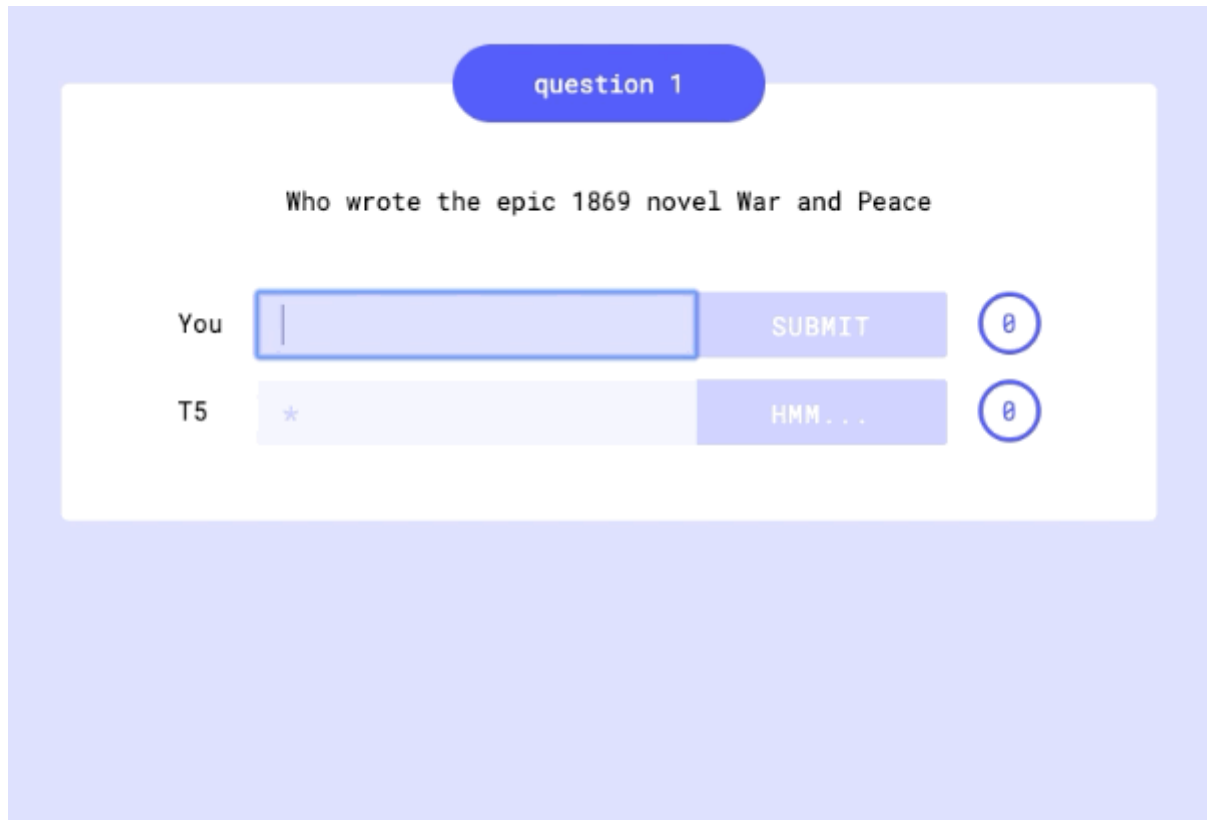 question 1
Who wrote the epic 1869 novel War and Peace
You SUBMIT 0
T5 * HMM... 0